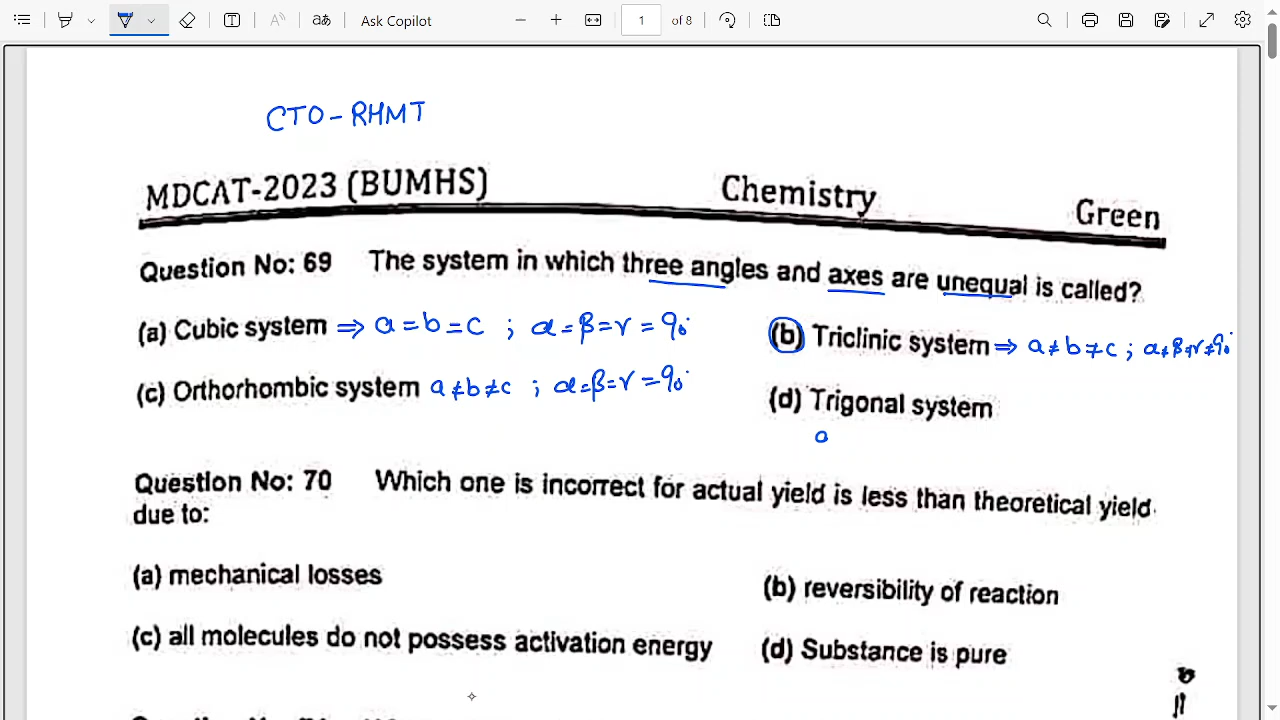 Ask Copilot
1 of 8
CTO-RHMT
MDCAT-2023 (BUMHS) Chemistry Green
Question No: 69 The system in which three angles and axes are unequal is called?
(a) Cubic system ⇒ a=b=c ; α=β=γ=90° (b) Triclinic system ⇒ a≠b≠c ; α≠β≠γ≠90°
(c) Orthorhombic system a≠b≠c ; α=β=γ=90° (d) Trigonal system
a
Question No: 70 Which one is incorrect for actual yield is less than theoretical yield
due to:
(a) mechanical losses (b) reversibility of reaction
(c) all molecules do not possess activation energy (d) Substance is pure